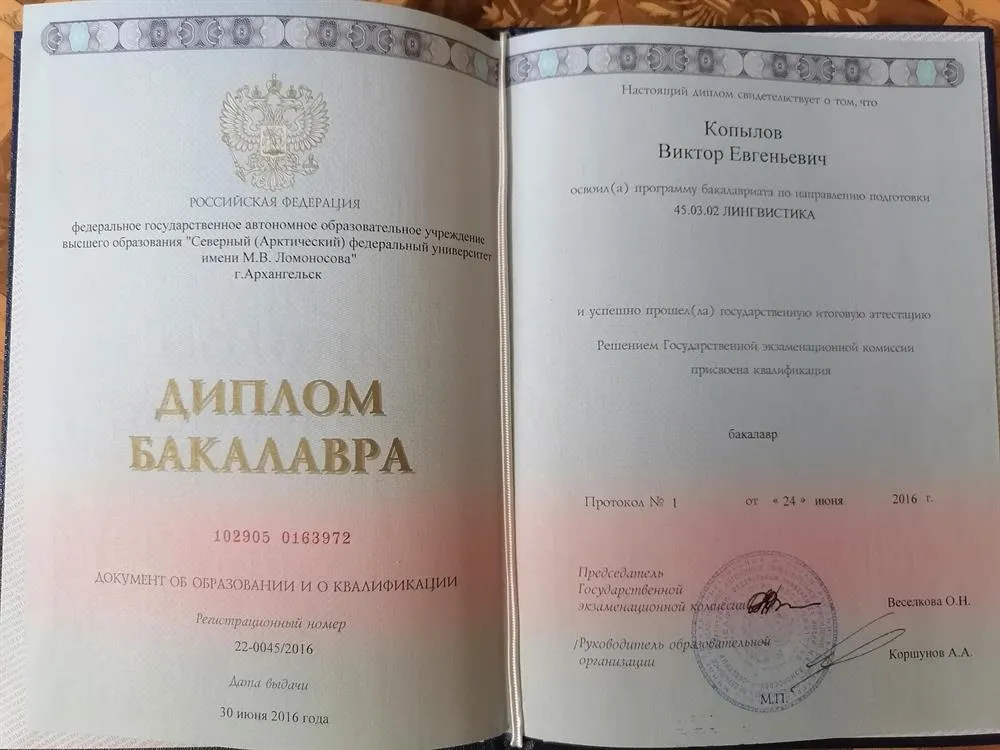 РОССИЙСКАЯ ФЕДЕРАЦИЯ
федеральное государственное автономное образовательное учреждение
высшего образования "Северный (Арктический) федеральный университет
имени М.В. Ломоносова"
г.Архангельск
ДИПЛОМ
БАКАЛАВРА
102905 0163972
ДОКУМЕНТ ОБ ОБРАЗОВАНИИ И О КВАЛИФИКАЦИИ
Регистрационный номер
22-0045/2016
Дата выдачи
30 июня 2016 года
Настоящий диплом свидетельствует о том, что
Копылов
Виктор Евгеньевич
освоил(а) программу бакалавриата по направлению подготовки
45.03.02 ЛИНГВИСТИКА
и успешно прошел(ла) государственную итоговую аттестацию
Решением Государственной экзаменационной комиссии
присвоена квалификация
бакалавр
Протокол № 1 от « 24 » июня 2016 г.
Председатель
Государственной
экзаменационной комиссии Веселкова О.Н.
/Руководитель образовательной
организации Коршунов А.А.
М.П.